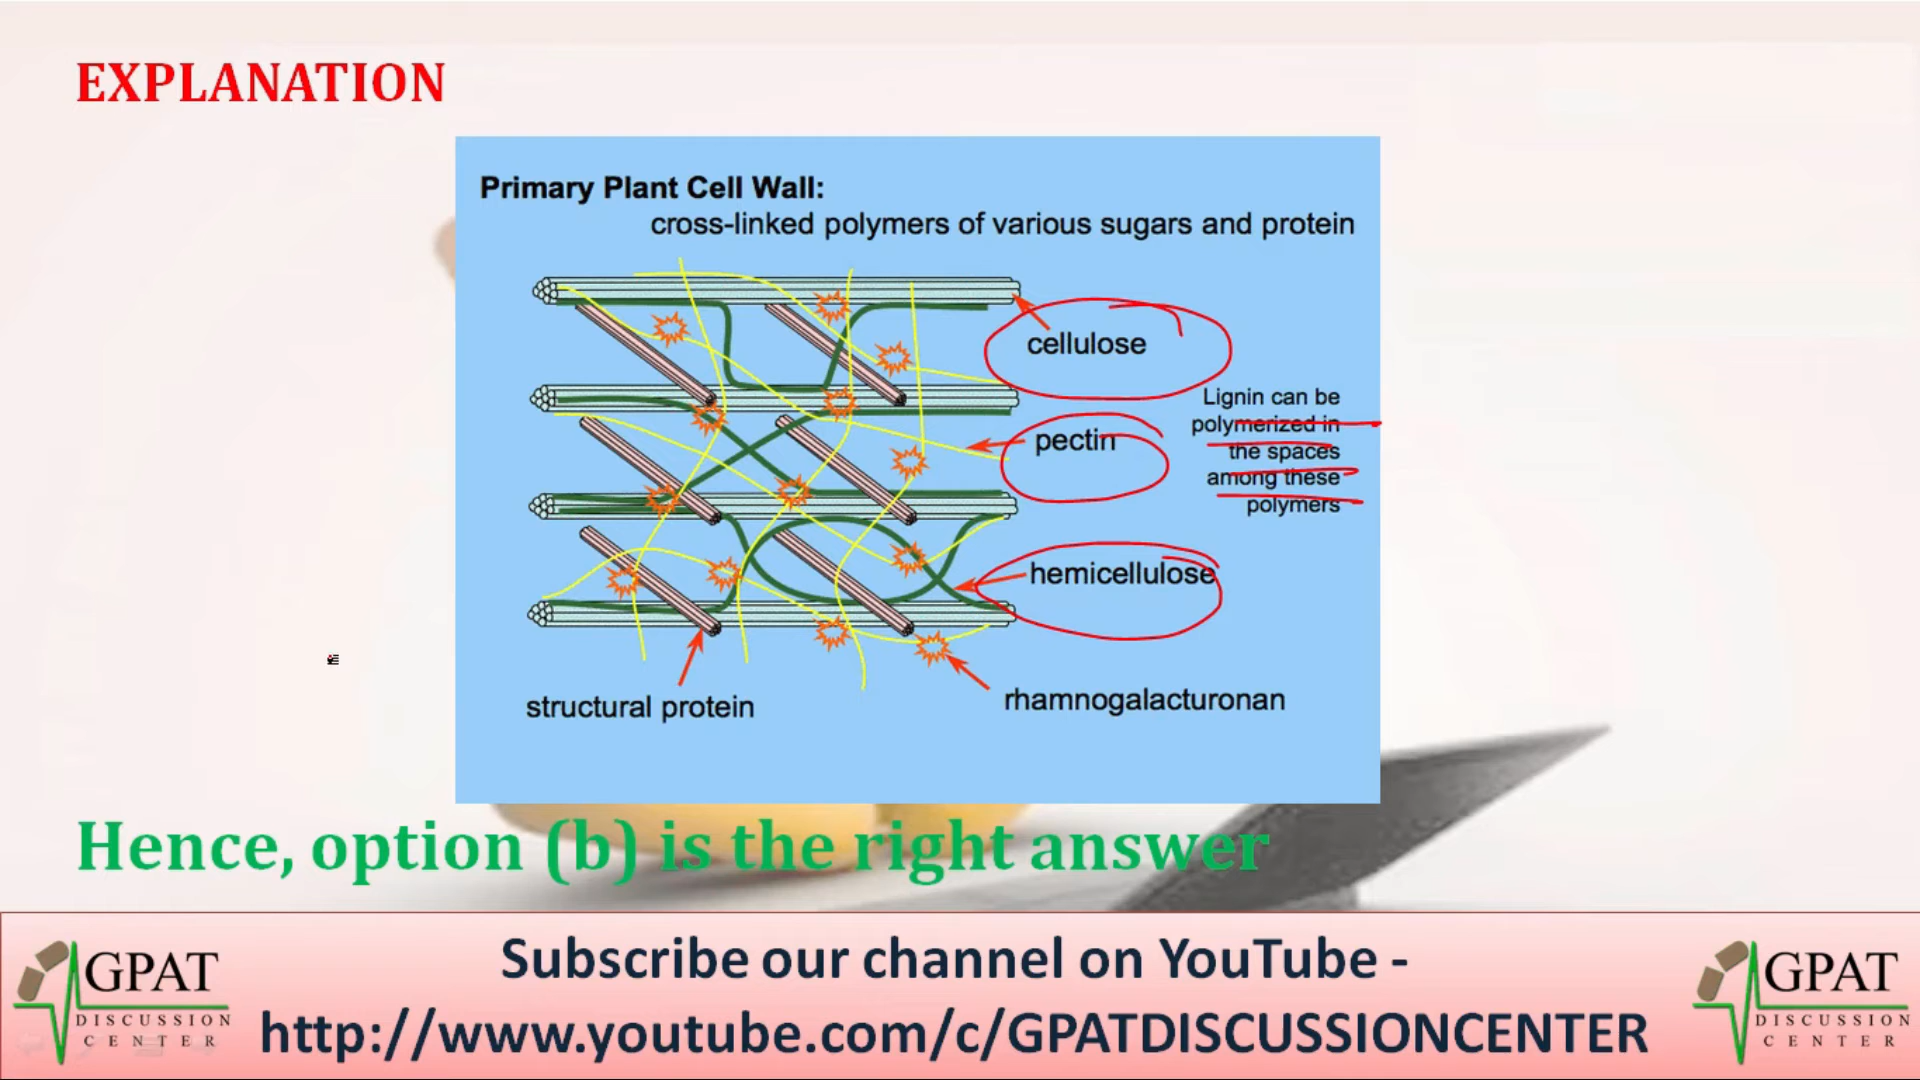 EXPLANATION
Primary Plant Cell Wall:
cross-linked polymers of various sugars and protein
cellulose
Lignin can be
polymerized in
the spaces
among these
polymers
pectin
hemicellulose
structural protein
rhamnogalacturonan
Hence, option (b) is the right answer
GPAT
DISCUSSION
CENTER
Subscribe our channel on YouTube -
http://www.youtube.com/c/GPATDISCUSSIONCENTER
GPAT
DISCUSSION
CENTER